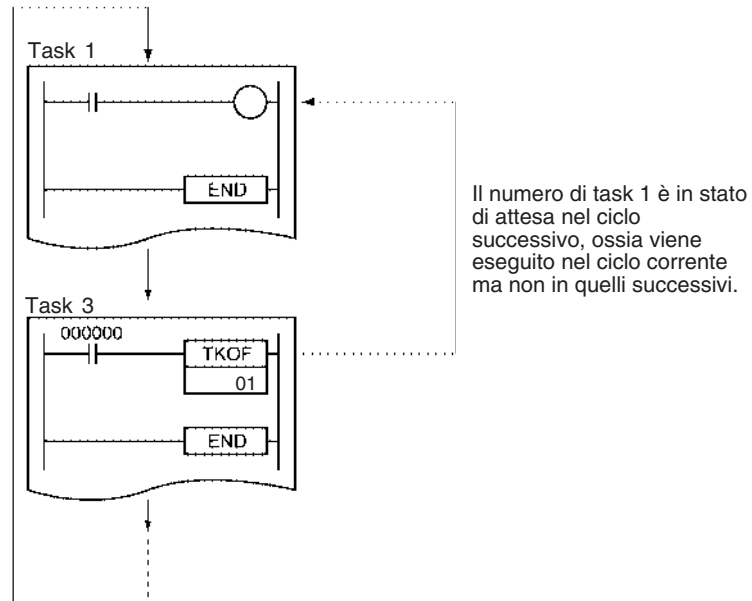 Task 1
END
Il numero di task 1 è in stato
di attesa nel ciclo
successivo, ossia viene
eseguito nel ciclo corrente
ma non in quelli successivi.
Task 3
000000
TKOF
01
END